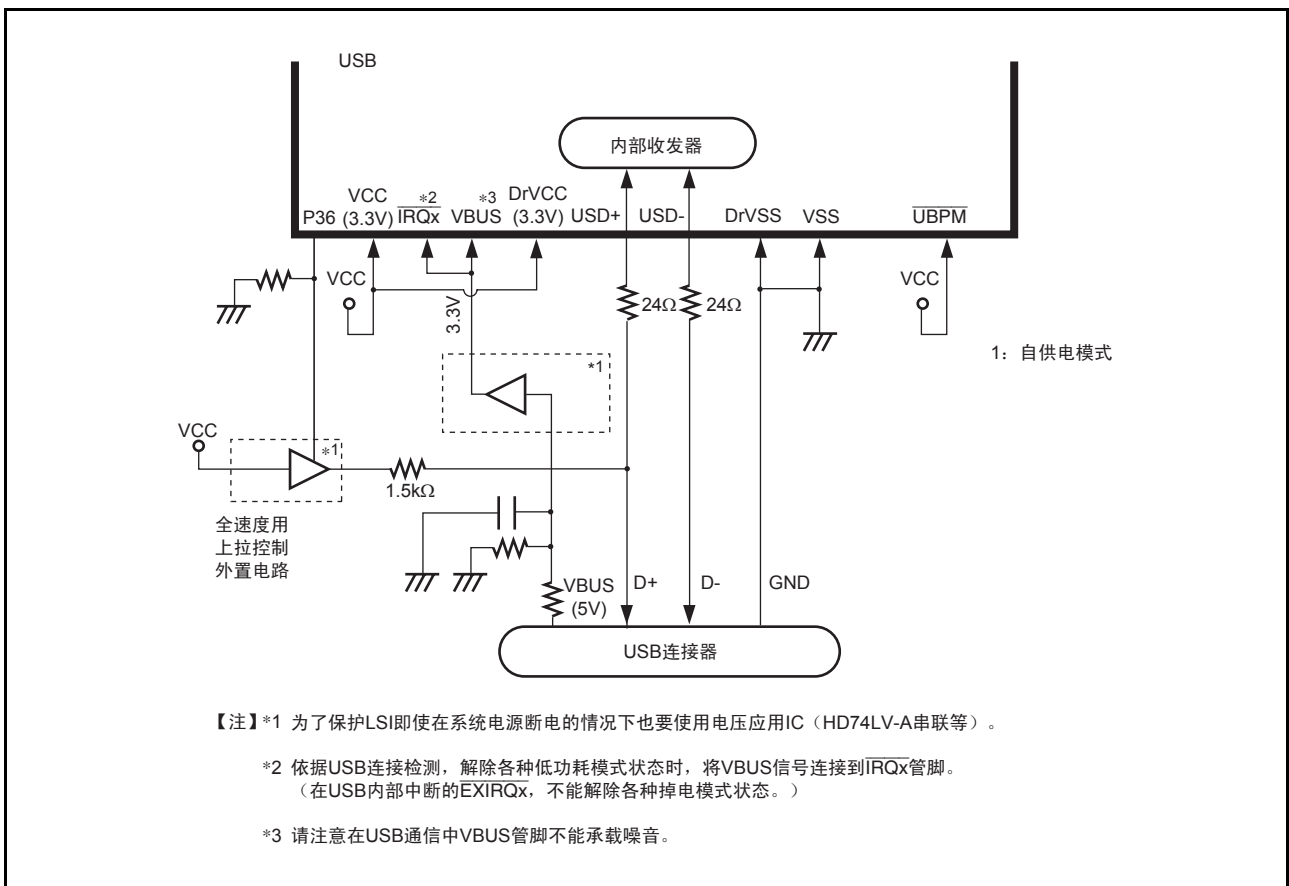 USB
内部收发器
VCC *2 *3 DrVCC
P36 (3.3V) IRQx VBUS (3.3V) USD+ USD- DrVSS VSS UBPM
VCC
VCC
3.3V
24Ω
24Ω
1：自供电模式
*1
VCC
*1
1.5kΩ
全速度用
上拉控制
外置电路
VBUS
(5V)
D+
D-
GND
USB连接器
【注】*1 为了保护LSI即使在系统电源断电的情况下也要使用电压应用IC（HD74LV-A串联等）。
*2 依据USB连接检测，解除各种低功耗模式状态时，将VBUS信号连接到IRQx管脚。
（在USB内部中断的EXIRQx，不能解除各种掉电模式状态。）
*3 请注意在USB通信中VBUS管脚不能承载噪音。